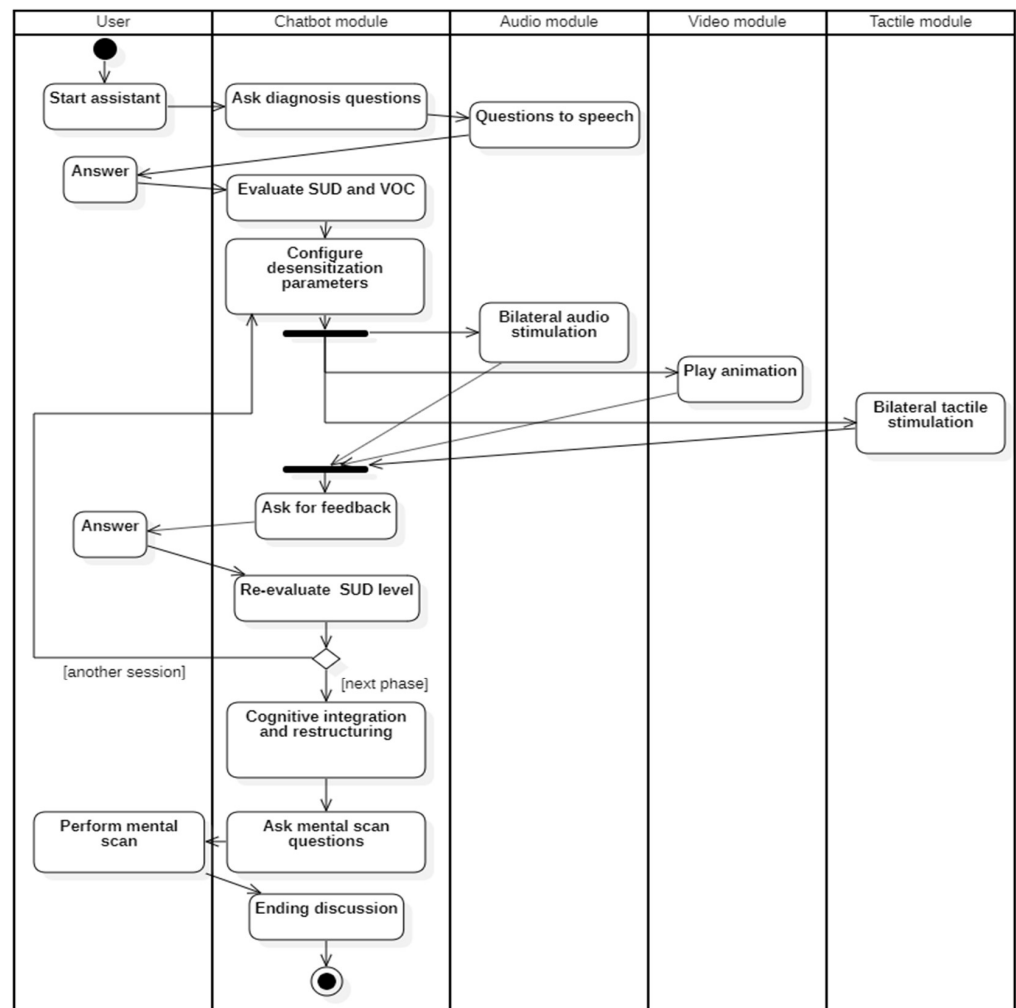 User
Chatbot module
Audio module
Video module
Tactile module
Start assistant
Ask diagnosis questions
Questions to speech
Answer
Evaluate SUD and VOC
Configure
desensitization
parameters
Bilateral audio
stimulation
Play animation
Bilateral tactile
stimulation
Ask for feedback
Answer
Re-evaluate  SUD level
[another session]
[next phase]
Cognitive integration
and restructuring
Perform mental
scan
Ask mental scan
questions
Ending discussion